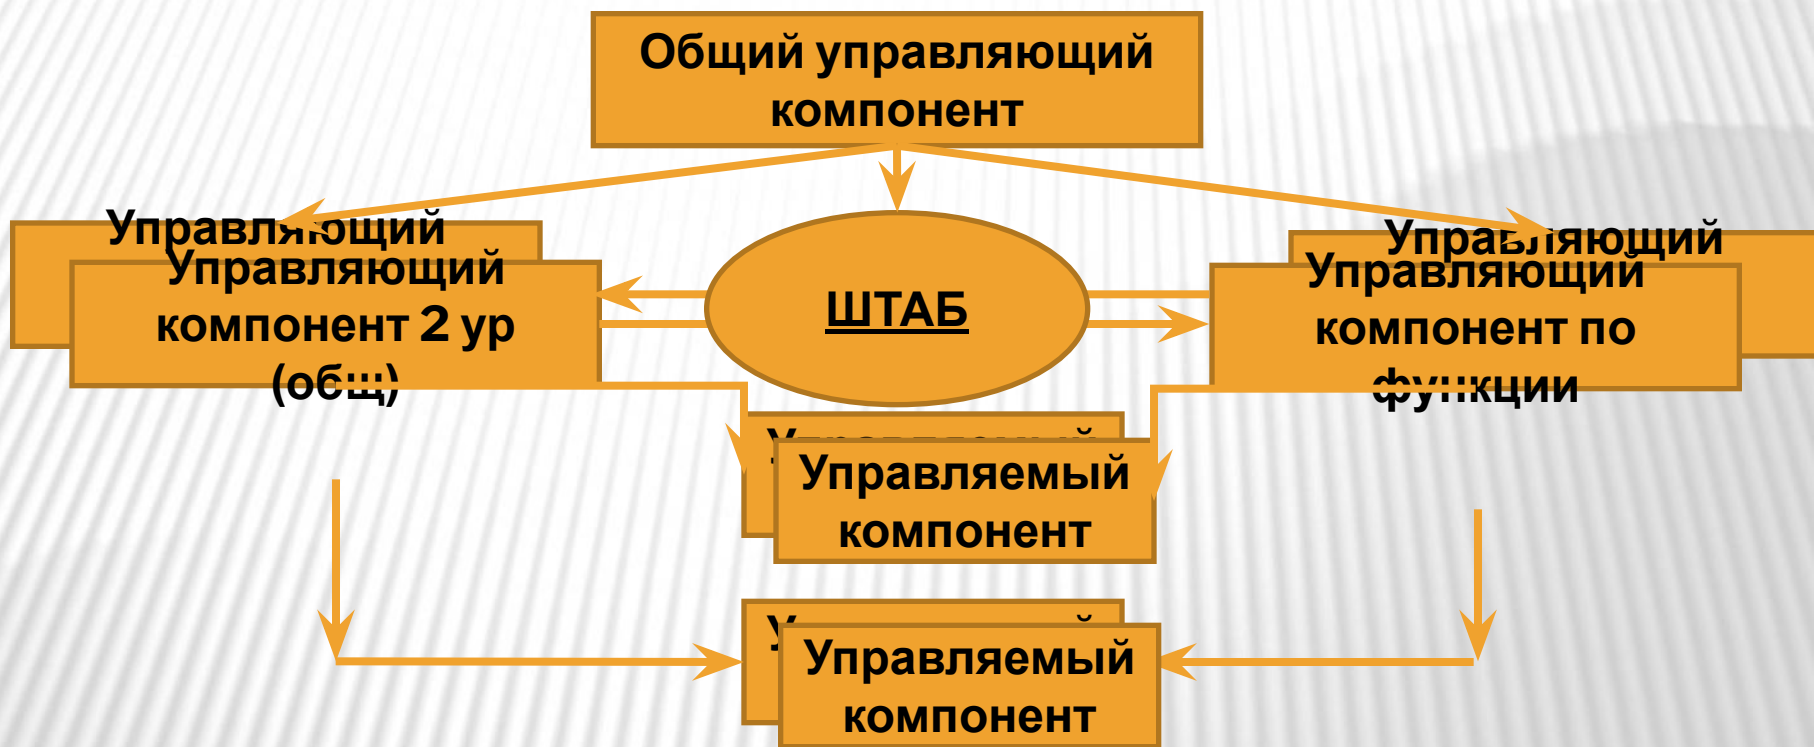 Общий управляющий
компонент
Управляющий
Управляющий
компонент 2 ур
(общ)
ШТАБ
Управляющий
Управляющий
компонент по
функции
Управляемый
компонент
Управляемый
компонент